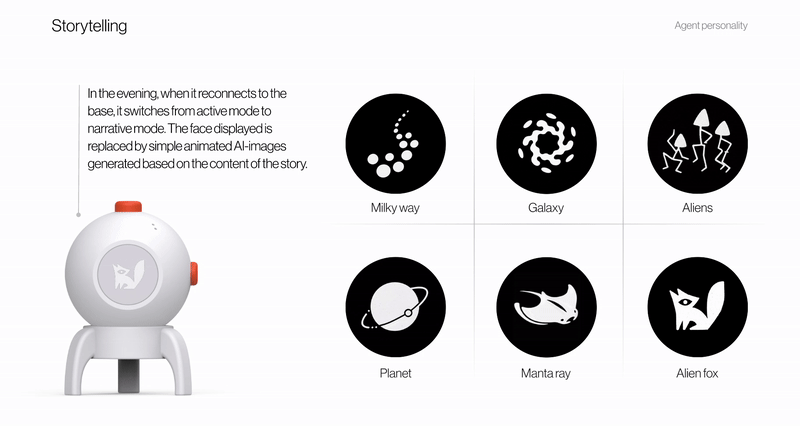 Storytelling
Agent personality
In the evening, when it reconnects to the
base, it switches from active mode to
narrative mode. The face displayed is
replaced by simple animated AI-images
generated based on the content of the story.
Milky way
Galaxy
Aliens
Planet
Manta ray
Alien fox